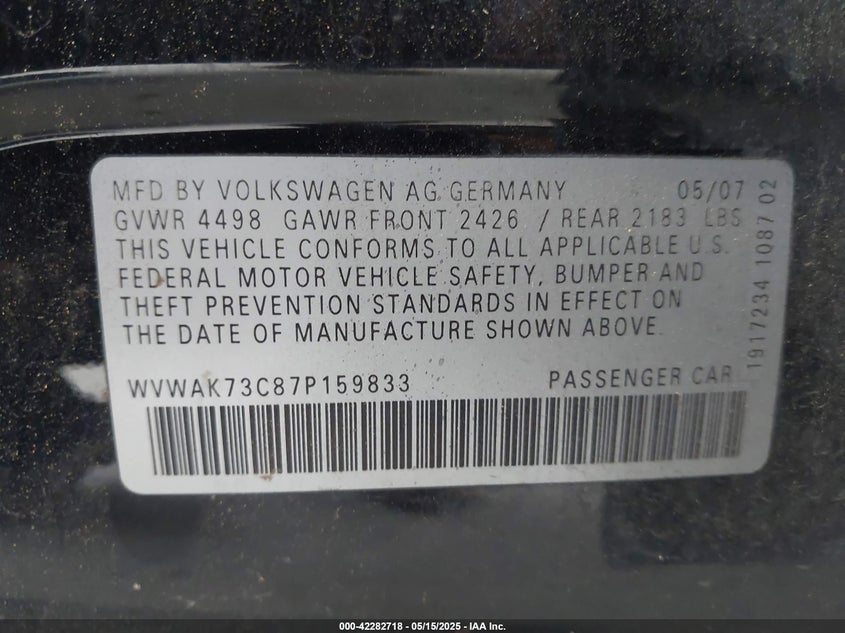 MFD BY VOLKSWAGEN AG GERMANY 05/07
GVWR 4498 GAWR FRONT 2426 / REAR 2183 LBS
THIS VEHICLE CONFORMS TO ALL APPLICABLE U.S.
FEDERAL MOTOR VEHICLE SAFETY, BUMPER AND
THEFT PREVENTION STANDARDS IN EFFECT ON
THE DATE OF MANUFACTURE SHOWN ABOVE.
WVWAK73C87P159833 PASSENGER CAR
1917234 1087 02
000-42282718 - 05/15/2025 - IAA Inc.